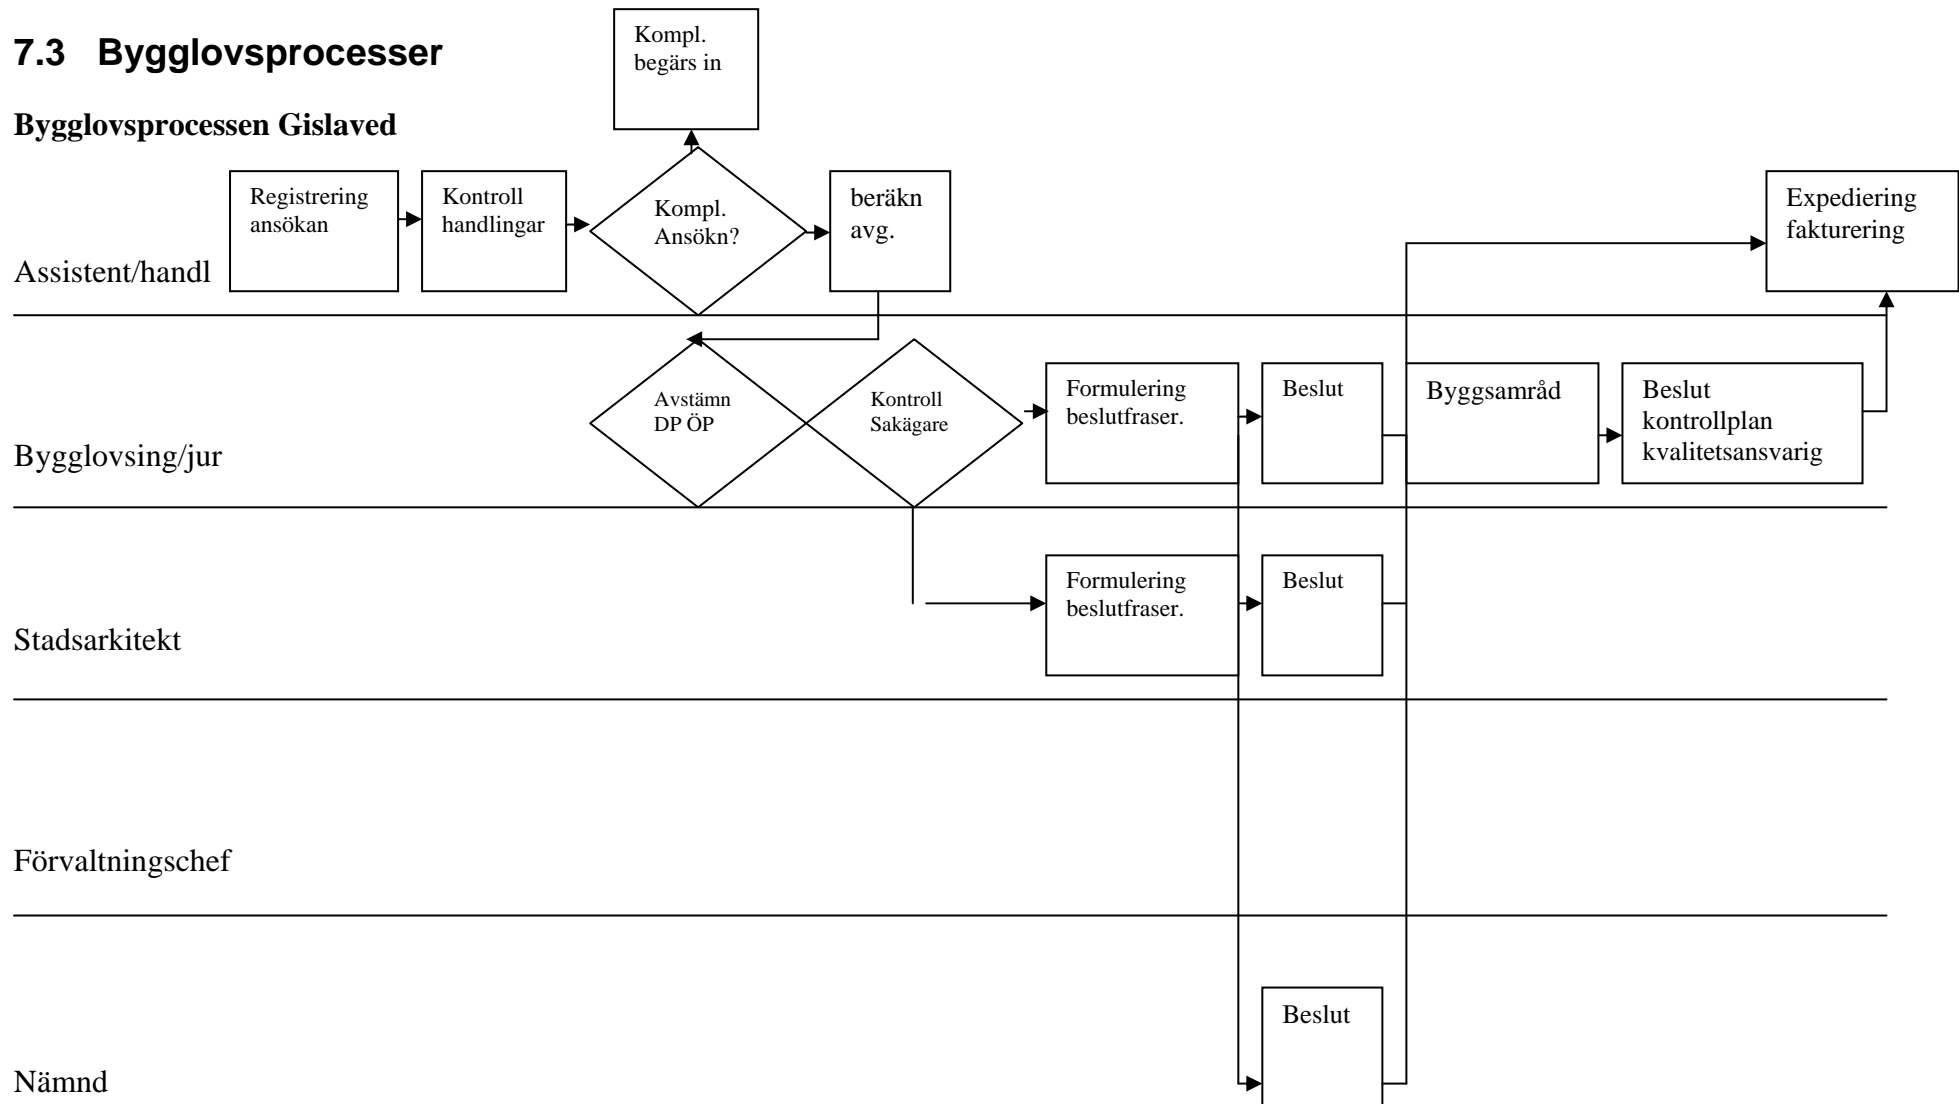 7.3 Bygglovsprocesser
Bygglovsprocessen Gislaved
Kompl.
begärs in
Assistent/handl
Registrering
ansökan
Kontroll
handlingar
Kompl.
Ansökn?
beräkn
avg.
Expediering
fakturering
Bygglovsing/jur
Avstämn
DP ÖP
Kontroll
Sakägare
Formulering
beslutfraser.
Beslut
Byggsamråd
Beslut
kontrollplan
kvalitetsansvarig
Stadsarkitekt
Formulering
beslutfraser.
Beslut
Förvaltningschef
Nämnd
Beslut